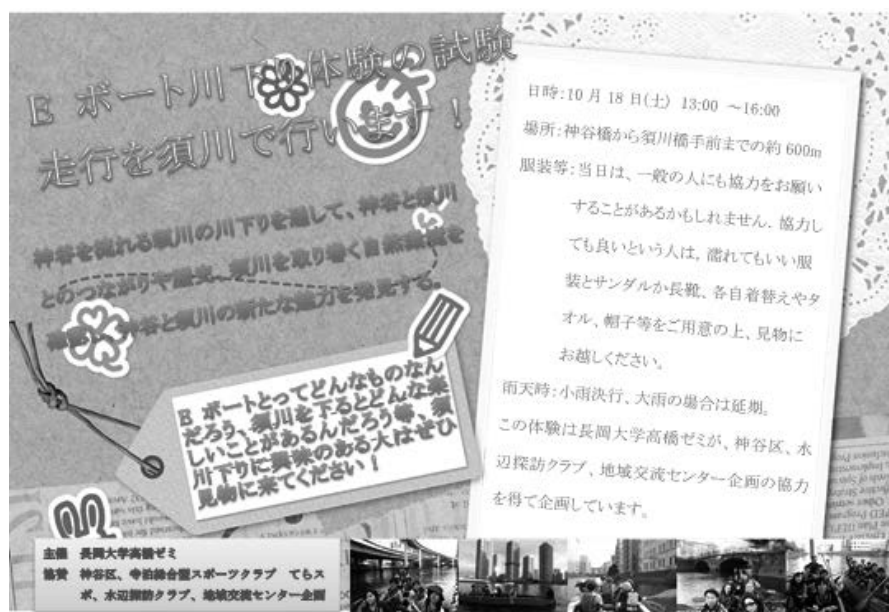 E ボート川下り体験の試験
走行を須川で行います！
神谷を流れる須川の川下りを通して、神谷と須川
とのつながりや歴史、須川を取り巻く自然環境を
、神谷と須川の新たな魅力を発見する。
E ボートとってどんなものなん
だろう、須川を下るとどんな楽
しいことがあるんだろう等、須
川下りに興味のある人はぜひ
見物に来てください！
日時：10 月 18 日(土) 13:00 ～16:00
場所：神谷橋から須川橋手前までの約 600m
服装等：当日は、一般の人にも協力をお願い
することがあるかもしれません。協力し
ても良いという人は、濡れてもいい服
装とサンダルか長靴、各自着替えやタ
オル、帽子等をご用意の上、見物に
お越しください。
雨天時：小雨決行、大雨の場合は延期。
この体験は長岡大学高橋ゼミが、神谷区、水
辺探訪クラブ、地域交流センター企画の協力
を得て企画しています。
主催 長岡大学高橋ゼミ
協賛 神谷区、寺泊総合型スポーツクラブ てらス
ポ、水辺探訪クラブ、地域交流センター企画